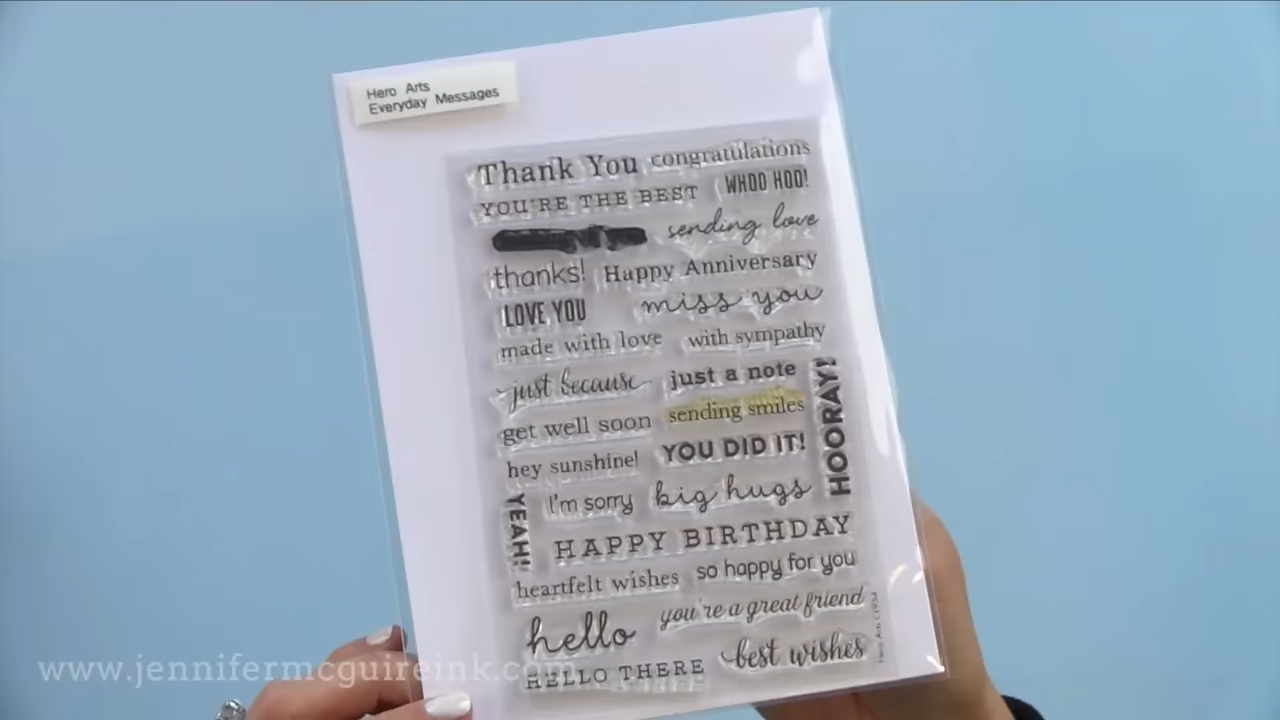 Hero Arts
Everyday Messages
Thank You congratulations
YOU'RE THE BEST WHOO HOO!
sending love
thanks! Happy Anniversary
LOVE YOU miss you
made with love with sympathy
just because just a note
get well soon sending smiles
HOORAY!
hey sunshine! YOU DID IT!
YEAH! I'm sorry big hugs
HAPPY BIRTHDAY
heartfelt wishes so happy for you
hello you're a great friend
HELLO THERE best wishes
www.jennifermcguireink.com